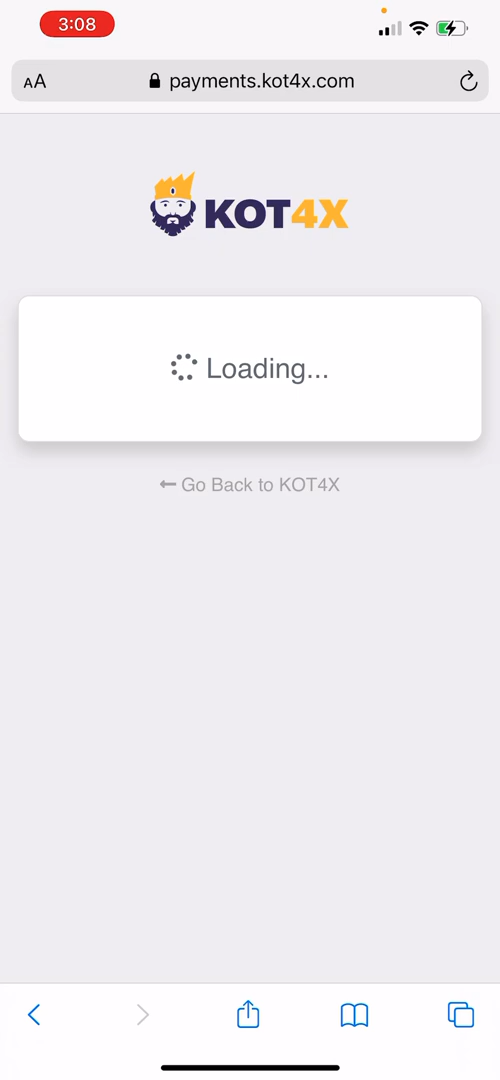 3:08
AA
payments.kot4x.com
KOT4X
Loading...
Go Back to KOT4X